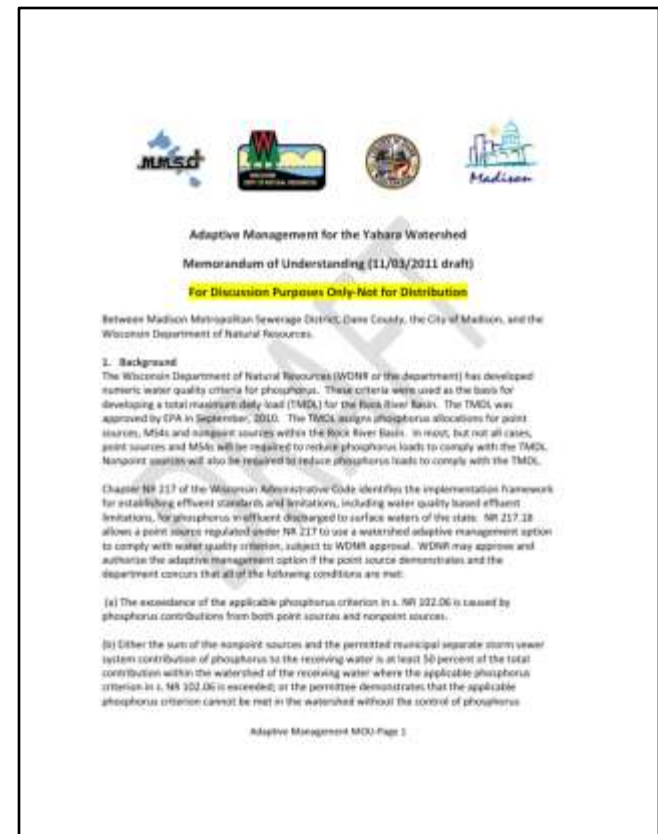 MMSD
WISCONSIN
DEPT. OF NATURAL RESOURCES
Madison
Adaptive Management for the Yahara Watershed
Memorandum of Understanding (11/03/2011 draft)
For Discussion Purposes Only-Not for Distribution
Between Madison Metropolitan Sewerage District, Dane County, the City of Madison, and the
Wisconsin Department of Natural Resources.
1. Background
The Wisconsin Department of Natural Resources (WDNR or the department) has developed
numeric water quality criteria for phosphorus. These criteria were used as the basis for
developing a total maximum daily load (TMDL) for the Rock River Basin. The TMDL was
approved by EPA in September, 2010. The TMDL assigns phosphorus allocations for point
sources, MS4s and nonpoint sources within the Rock River Basin. In most, but not all cases,
point sources and MS4s will be required to reduce phosphorus loads to comply with the TMDL.
Nonpoint sources will also be required to reduce phosphorus loads to comply with the TMDL.
Chapter NR 217 of the Wisconsin Administrative Code identifies the implementation framework
for establishing effluent standards and limitations, including water quality based effluent
limitations, for phosphorus in effluent discharged to surface waters of the state. NR 217.18
allows a point source regulated under NR 217 to use a watershed adaptive management option
to comply with water quality criterion, subject to WDNR approval. WDNR may approve and
authorize the adaptive management option if the point source demonstrates and the
department concurs that all of the following conditions are met:
(a) The exceedance of the applicable phosphorus criterion in s. NR 102.06 is caused by
phosphorus contributions from both point sources and nonpoint sources.
(b) Either the sum of the nonpoint sources and the permitted municipal separate storm sewer
system contribution of phosphorus to the receiving water is at least 50 percent of the total
contribution within the watershed of the receiving water where the applicable phosphorus
criterion in s. NR 102.06 is exceeded; or the permittee demonstrates that the applicable
phosphorus criterion cannot be met in the watershed without the control of phosphorus
Adaptive Management MOU-Page 1
DRAFT